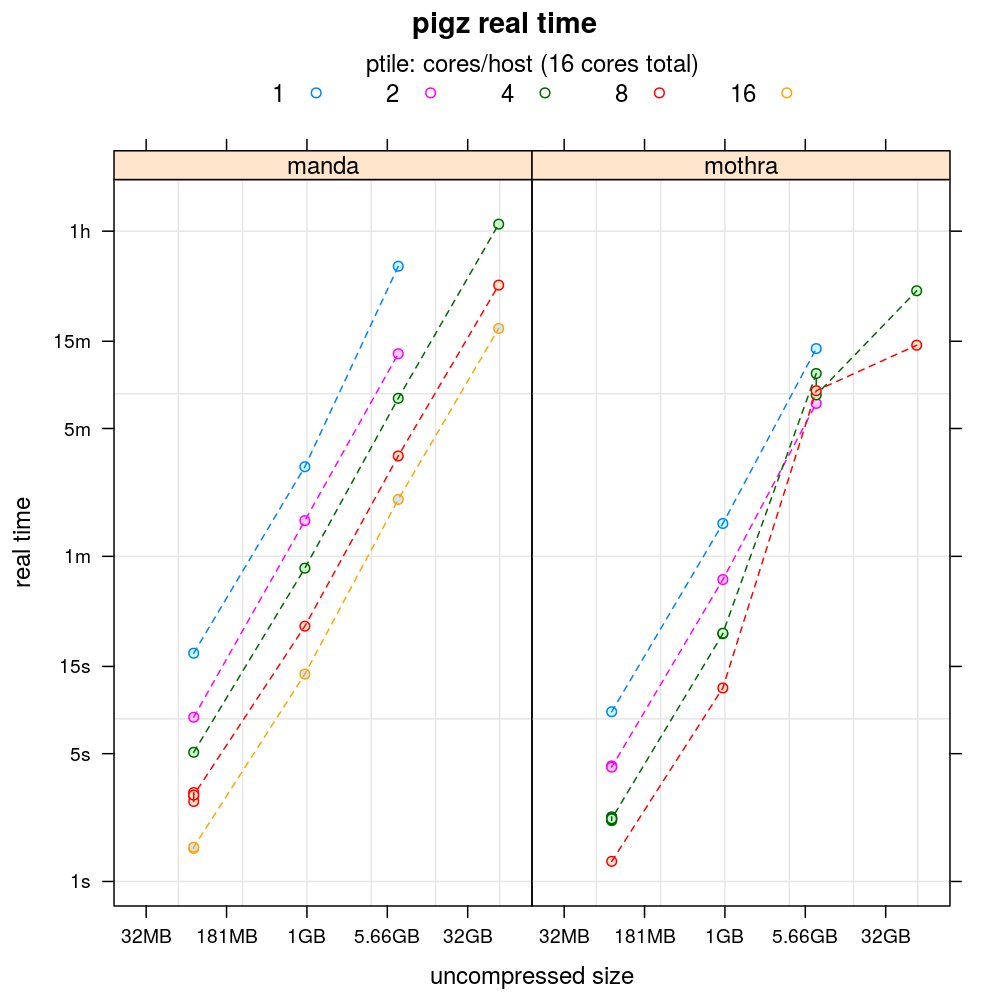 pigz real time
ptile: cores/host (16 cores total)
1 2 4 8 16
manda mothra
1h
15m
5m
1m
15s
5s
1s
real time
32MB 181MB 1GB 5.66GB 32GB 32MB 181MB 1GB 5.66GB 32GB
uncompressed size